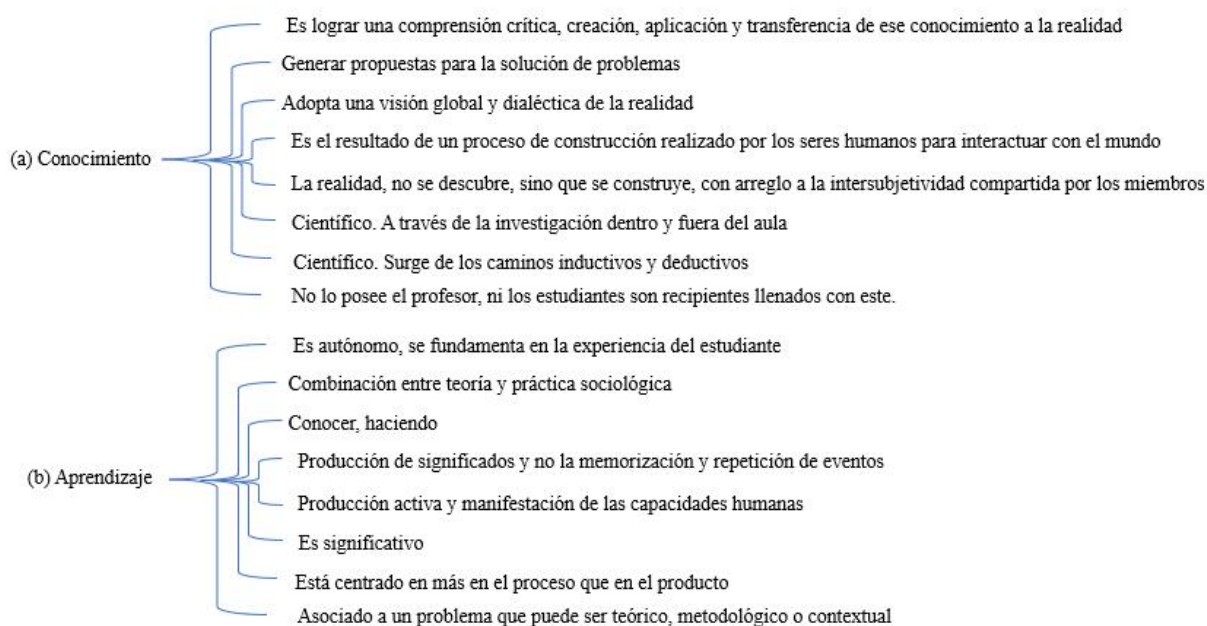 Es lograr una comprensión crítica, creación, aplicación y transferencia de ese conocimiento a la realidad
Generar propuestas para la solución de problemas
Adopta una visión global y dialéctica de la realidad
Es el resultado de un proceso de construcción realizado por los seres humanos para interactuar con el mundo
(a) Conocimiento
La realidad, no se descubre, sino que se construye, con arreglo a la intersubjetividad compartida por los miembros
Científico. A través de la investigación dentro y fuera del aula
Científico. Surge de los caminos inductivos y deductivos
No lo posee el profesor, ni los estudiantes son recipientes llenados con este.
Es autónomo, se fundamenta en la experiencia del estudiante
Combinación entre teoría y práctica sociológica
Conocer, haciendo
Producción de significados y no la memorización y repetición de eventos
(b) Aprendizaje
Producción activa y manifestación de las capacidades humanas
Es significativo
Está centrado en más en el proceso que en el producto
Asociado a un problema que puede ser teórico, metodológico o contextual